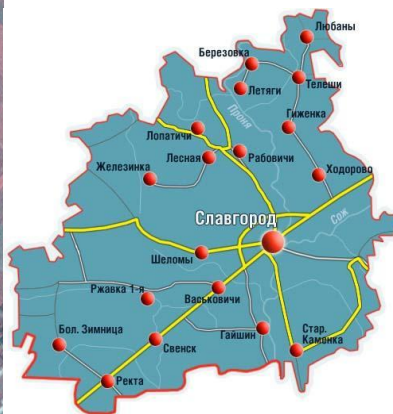 Любаны
Березовка
Летяги
Телеши
Проня
Гиженка
Лопатичи
Лесная
Рабовичи
Железинка
Ходорово
Славгород
Сож
Шеломы
Ржавка 1-я
Васьковичи
Бол. Зимница
Гайшин
Стар.
Каменка
Свенск
Ректа